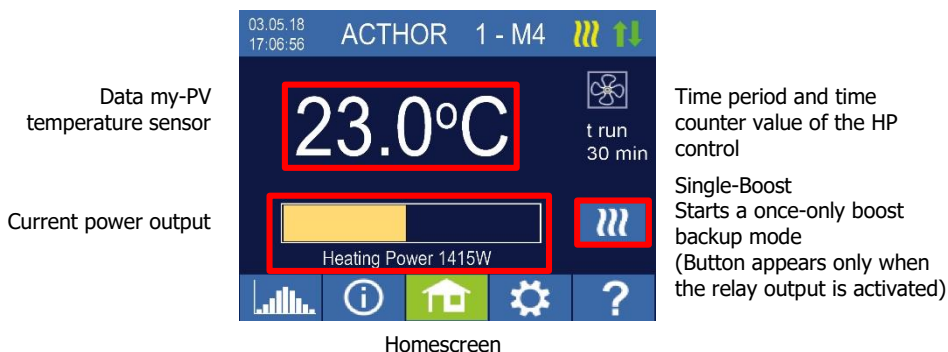 03.05.18
17:06:56
ACTHOR 1 - M4
Data my-PV
temperature sensor
23.0°C
t run
30 min
Time period and time
counter value of the HP
control
Current power output
Heating Power 1415W
Single-Boost
Starts a once-only boost
backup mode
(Button appears only when
the relay output is activated)
?
Homescreen